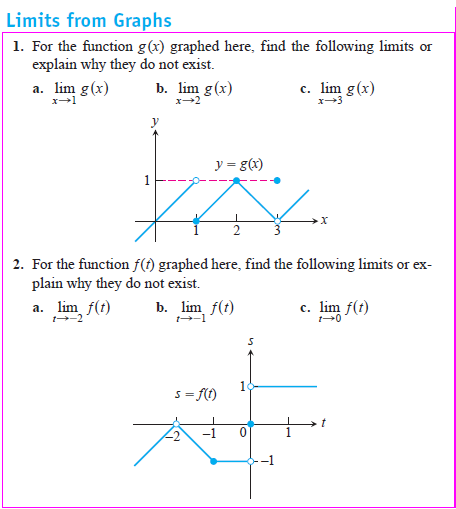 Limits from Graphs
1. For the function g(x) graphed here, find the following limits or
explain why they do not exist.
a. lim g(x) b. lim g(x) c. lim g(x)
x→1 x→2 x→3
y
y = g(x)
1
x
1 2 3
2. For the function f(t) graphed here, find the following limits or ex-
plain why they do not exist.
a. lim f(t) b. lim f(t) c. lim f(t)
t→−2 t→−1 t→0
s
s = f(t)
1
t
−2 −1 0 1
−1